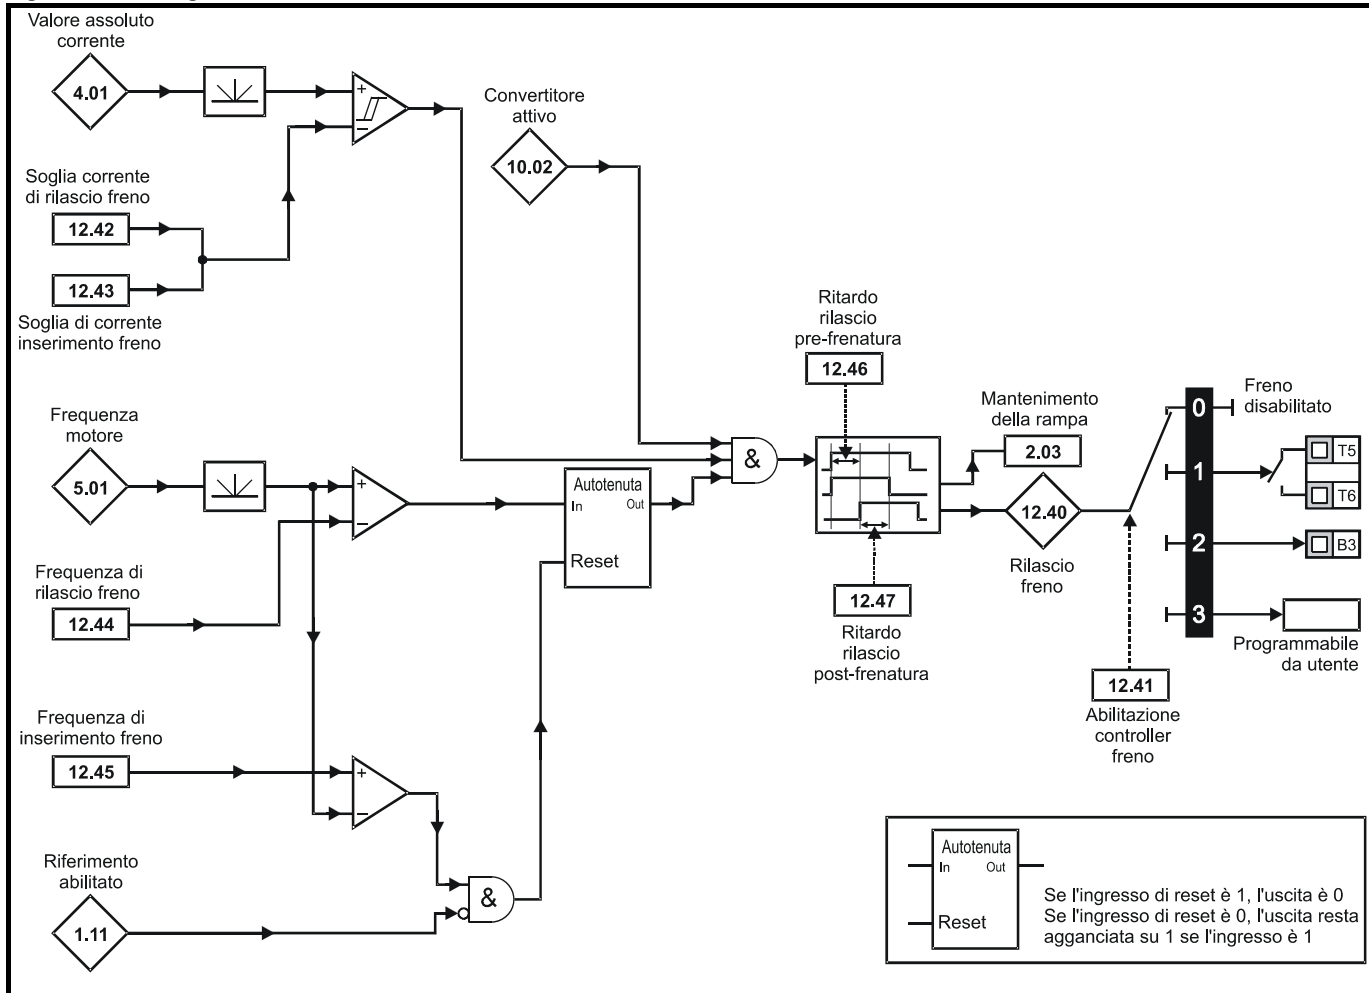 Valore assoluto
corrente
4.01
+
−
Convertitore
attivo
10.02
Soglia corrente
di rilascio freno
12.42
12.43
Soglia di corrente
inserimento freno
Ritardo
rilascio
pre-frenatura
12.46
Frequenza
motore
5.01
+
−
Autotenuta
In
Out
Reset
&
Mantenimento
della rampa
2.03
12.40
Rilascio
freno
12.47
Ritardo
rilascio
post-frenatura
0
Freno
disabilitato
1
T5
T6
2
B3
3
Programmabile
da utente
12.41
Abilitazione
controller
freno
Frequenza di
rilascio freno
12.44
Frequenza di
inserimento freno
12.45
+
−
Riferimento
abilitato
1.11
&
Autotenuta
In
Out
Reset
Se l'ingresso di reset è 1, l'uscita è 0
Se l'ingresso di reset è 0, l'uscita resta
agganciata su 1 se l'ingresso è 1